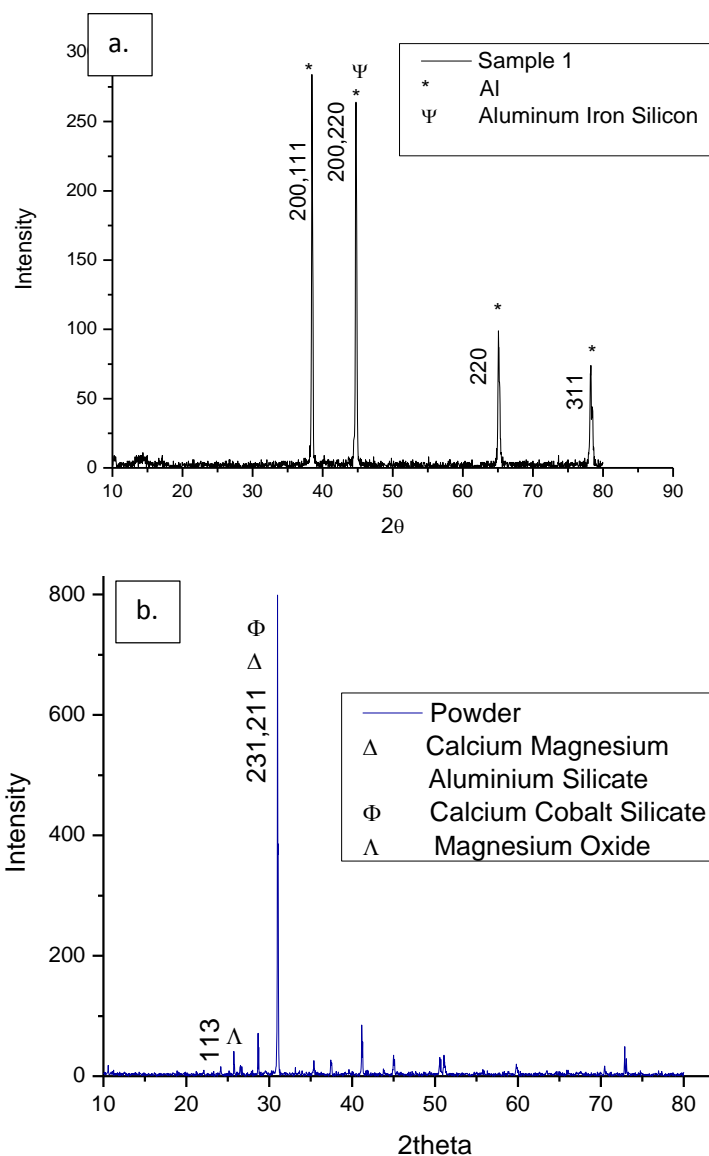 a.
300
250
200
150
100
50
0
Intensity
10 20 30 40 50 60 70 80 90
2θ
* Ψ
*
200,111
200,220
*
220
*
311
Sample 1
* Al
Ψ Aluminum Iron Silicon
b.
800
600
400
200
0
Intensity
10 20 30 40 50 60 70 80
2theta
Φ
Δ
231,211
113 Λ
Powder
Δ Calcium Magnesium
Aluminium Silicate
Φ Calcium Cobalt Silicate
Λ Magnesium Oxide